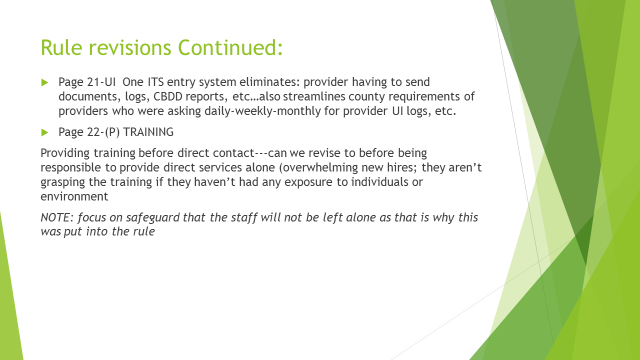 Rule revisions Continued:
Page 21-UI  One ITS entry system eliminates: provider having to send
documents, logs, CBDD reports, etc…also streamlines county requirements of
providers who were asking daily-weekly-monthly for provider UI logs, etc.
Page 22-(P) TRAINING
Providing training before direct contact---can we revise to before being
responsible to provide direct services alone (overwhelming new hires; they aren’t
grasping the training if they haven’t had any exposure to individuals or
environment
NOTE: focus on safeguard that the staff will not be left alone as that is why this
was put into the rule